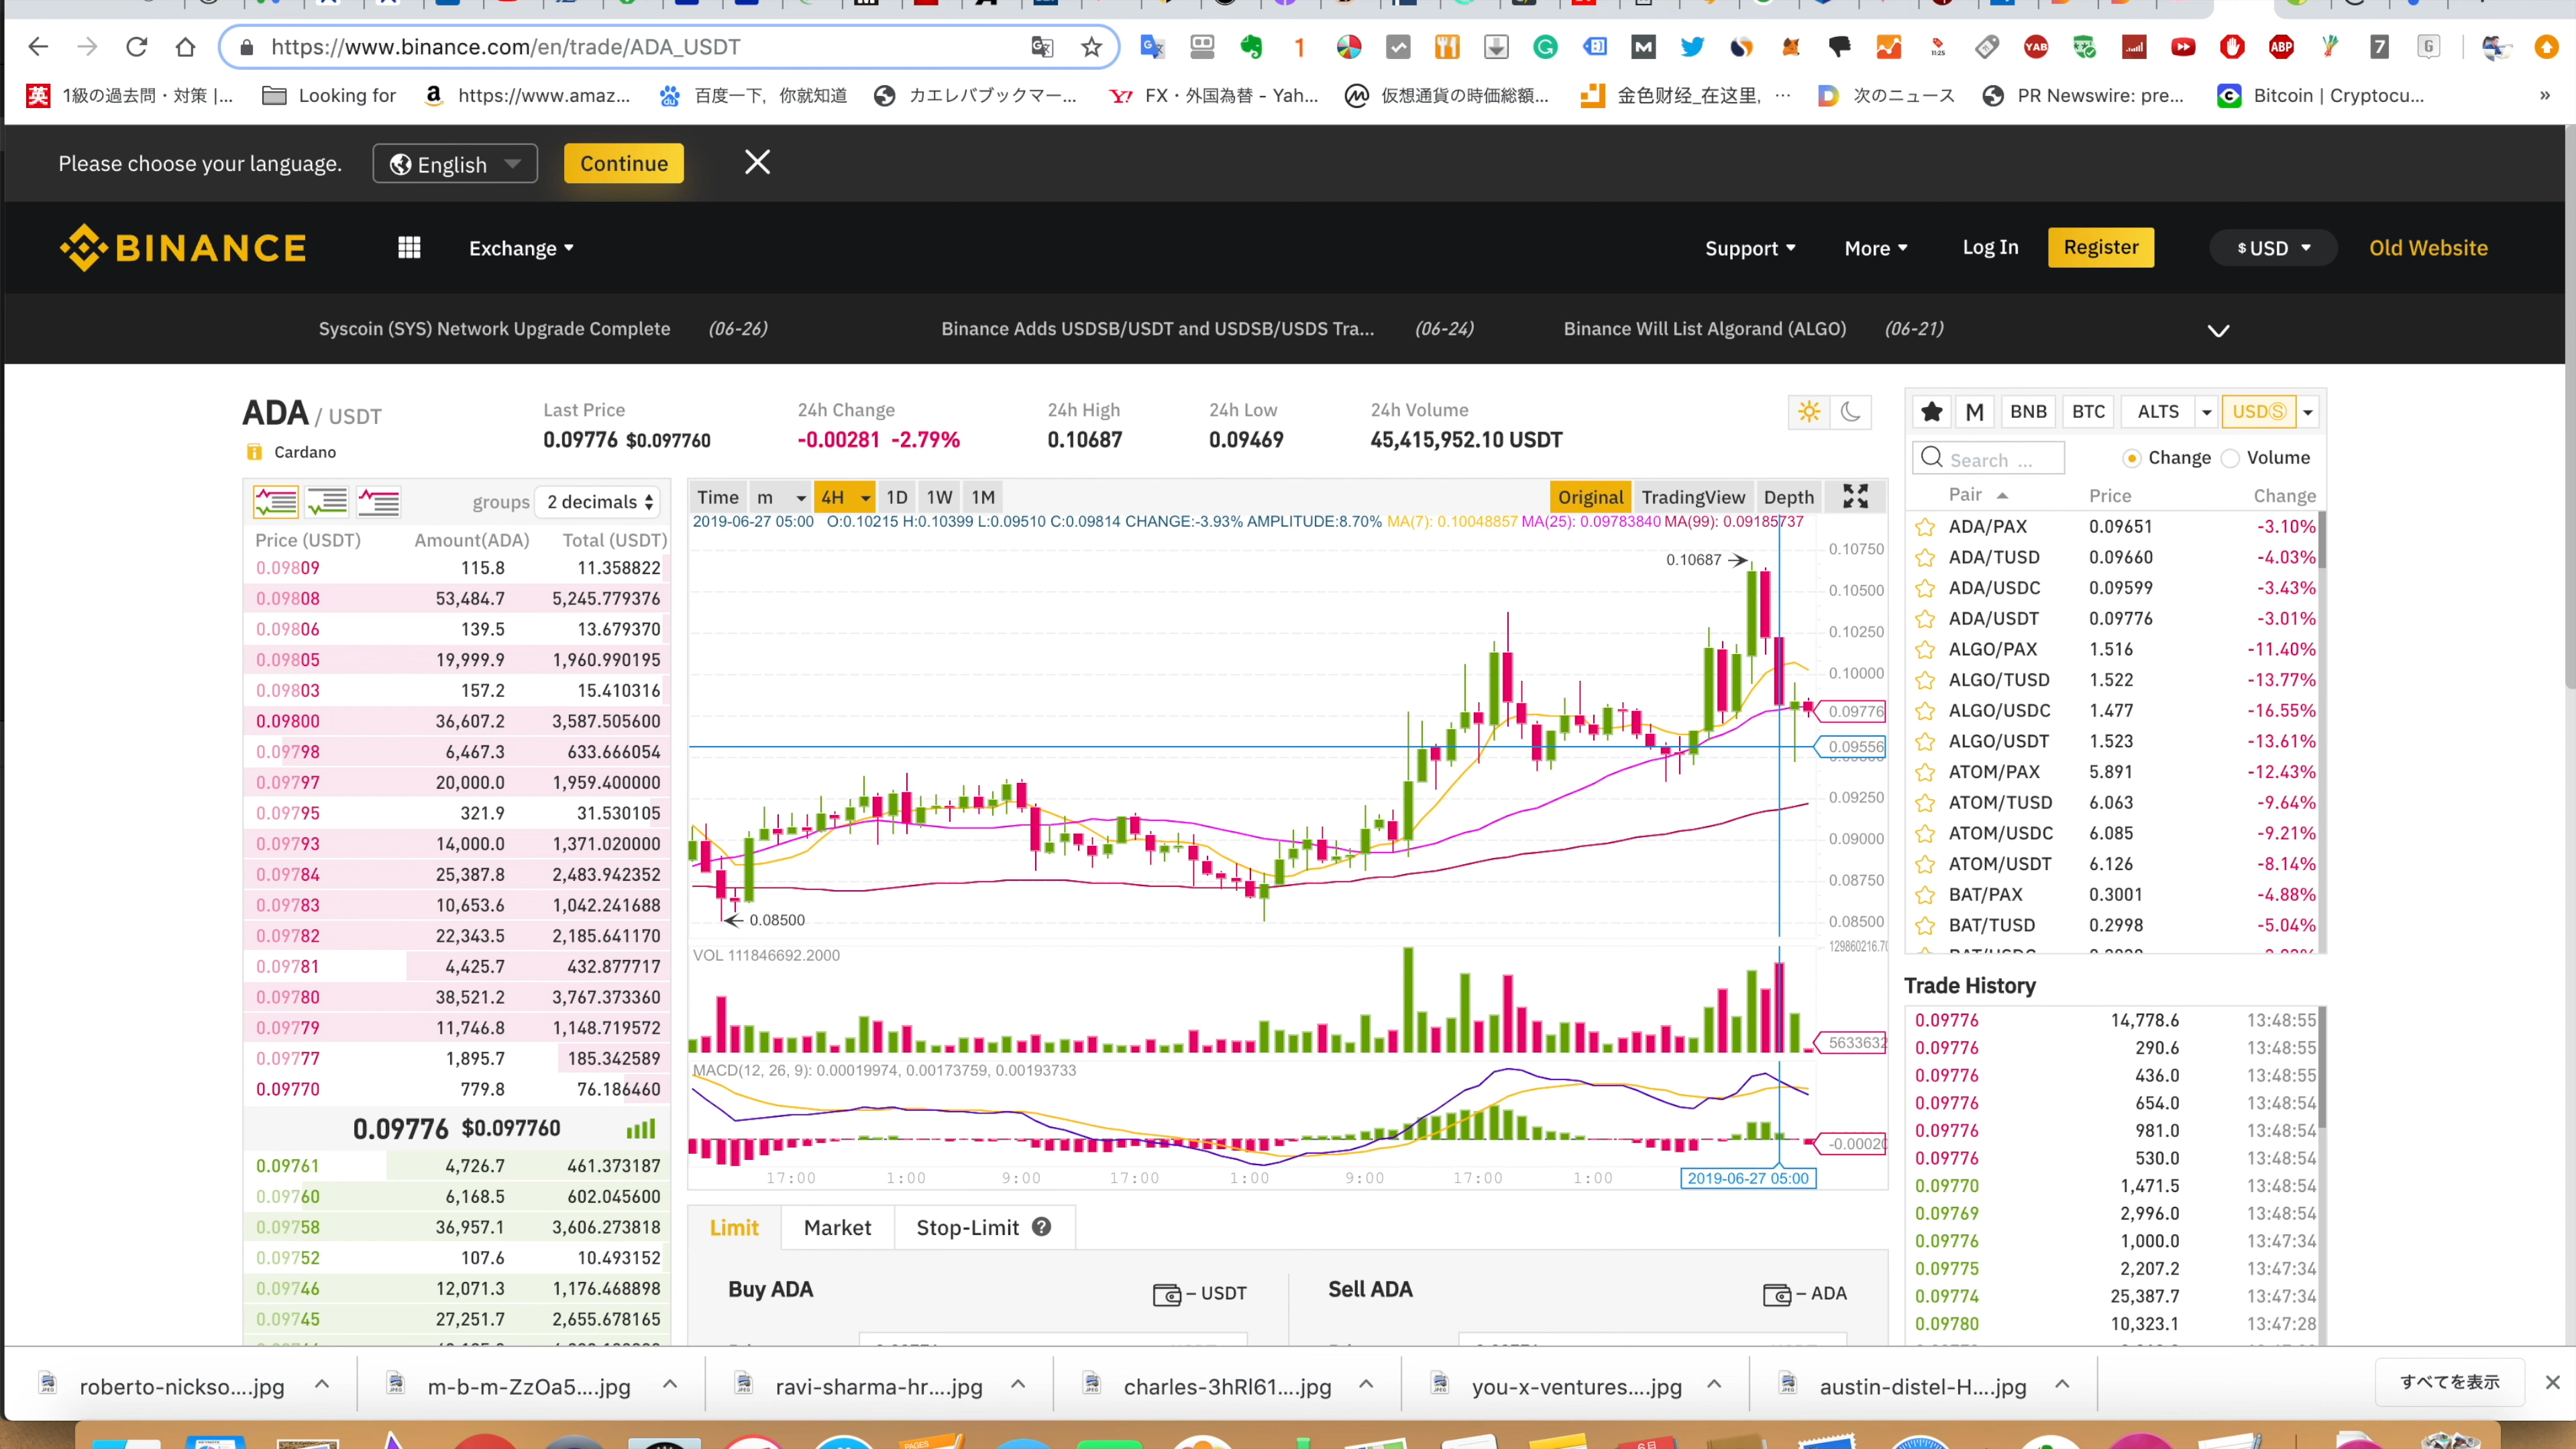 https://www.binance.com/en/trade/ADA_USDT
英 1級の過去問・対策 |... Looking for https://www.amaz... 百度一下，你就知道 カエレバブックマー... FX・外国為替 - Yah... 仮想通貨の時価総額... 金色财经_在这里, ... 次のニュース PR Newswire: pre... Bitcoin | Cryptocu... »
Please choose your language. English Continue
BINANCE Exchange Support More Log In Register $ USD Old Website
Syscoin (SYS) Network Upgrade Complete (06-26) Binance Adds USDSB/USDT and USDSB/USDS Tra... (06-24) Binance Will List Algorand (ALGO) (06-21)
ADA / USDT
Cardano
Last Price 24h Change 24h High 24h Low 24h Volume
0.09776 $0.097760 -0.00281 -2.79% 0.10687 0.09469 45,415,952.10 USDT
groups 2 decimals
Price (USDT) Amount(ADA) Total (USDT)
0.09809 115.8 11.358822
0.09808 53,484.7 5,245.779376
0.09806 139.5 13.679370
0.09805 19,999.9 1,960.990195
0.09803 157.2 15.410316
0.09800 36,607.2 3,587.505600
0.09798 6,467.3 633.666054
0.09797 20,000.0 1,959.400000
0.09795 321.9 31.530105
0.09793 14,000.0 1,371.020000
0.09784 25,387.8 2,483.942352
0.09783 10,653.6 1,042.241688
0.09782 22,343.5 2,185.641170
0.09781 4,425.7 432.877717
0.09780 38,521.2 3,767.373360
0.09779 11,746.8 1,148.719572
0.09777 1,895.7 185.342589
0.09770 779.8 76.186460
0.09776 $0.097760
0.09761 4,726.7 461.373187
0.09760 6,168.5 602.045600
0.09758 36,957.1 3,606.273818
0.09752 107.6 10.493152
0.09746 12,071.3 1,176.468898
0.09745 27,251.7 2,655.678165
Time m 4H 1D 1W 1M Original TradingView Depth
2019-06-27 05:00 O:0.10215 H:0.10399 L:0.09510 C:0.09814 CHANGE:-3.93% AMPLITUDE:8.70% MA(7): 0.10048857 MA(25): 0.09783840 MA(99): 0.09185737
0.10750
0.10687
0.10500
0.10250
0.10000
0.09776
0.09556
0.09250
0.09000
0.08750
0.08500
0.08500
VOL 111846692.2000
129860216.70
5633632
MACD(12, 26, 9): 0.00019974, 0.00173759, 0.00193733
-0.00020
17:00 1:00 9:00 17:00 1:00 9:00 17:00 1:00 2019-06-27 05:00
Limit Market Stop-Limit ?
Buy ADA – USDT Sell ADA – ADA
M BNB BTC ALTS USDⓈ
Search ... Change Volume
Pair Price Change
ADA/PAX 0.09651 -3.10%
ADA/TUSD 0.09660 -4.03%
ADA/USDC 0.09599 -3.43%
ADA/USDT 0.09776 -3.01%
ALGO/PAX 1.516 -11.40%
ALGO/TUSD 1.522 -13.77%
ALGO/USDC 1.477 -16.55%
ALGO/USDT 1.523 -13.61%
ATOM/PAX 5.891 -12.43%
ATOM/TUSD 6.063 -9.64%
ATOM/USDC 6.085 -9.21%
ATOM/USDT 6.126 -8.14%
BAT/PAX 0.3001 -4.88%
BAT/TUSD 0.2998 -5.04%
Trade History
0.09776 14,778.6 13:48:55
0.09776 290.6 13:48:55
0.09776 436.0 13:48:55
0.09776 654.0 13:48:54
0.09776 981.0 13:48:54
0.09776 530.0 13:48:54
0.09770 1,471.5 13:48:54
0.09769 2,996.0 13:48:54
0.09776 1,000.0 13:47:34
0.09775 2,207.2 13:47:34
0.09774 25,387.7 13:47:34
0.09780 10,323.1 13:47:28
roberto-nickso....jpg m-b-m-ZzOa5....jpg ravi-sharma-hr....jpg charles-3hRl61....jpg you-x-ventures....jpg austin-distel-H....jpg すべてを表示